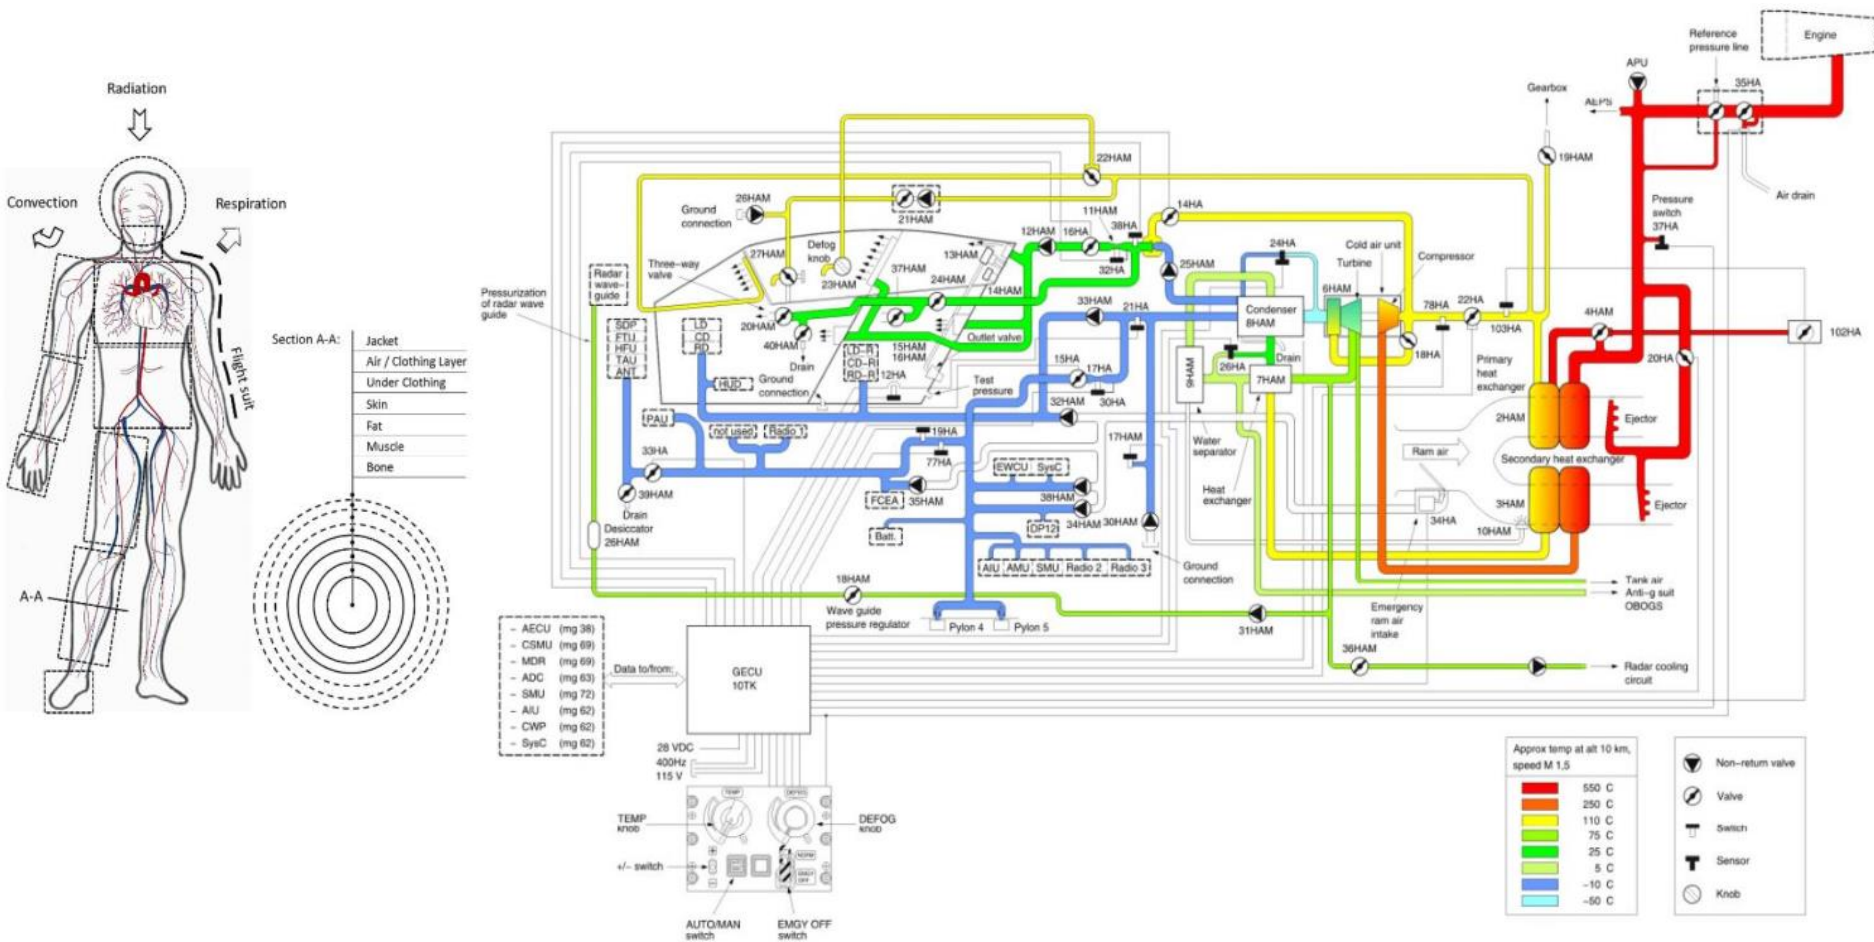 Radiation
Convection
Respiration
Flight suit
A-A
Section A-A:
Jacket
Air / Clothing Layer
Under Clothing
Skin
Fat
Muscle
Bone
Engine
Reference
pressure line
35HA
APU
AEPS
Gearbox
19HAM
Air drain
Pressure
switch
37HA
22HAM
26HAM
Ground
connection
21HAM
11HAM
38HA
14HA
12HAM
16HA
32HA
25HAM
24HA
Cold air unit
Turbine
Compressor
6HAM
27HAM
Defog
knob
23HAM
37HAM
24HAM
13HAM
14HAM
Three-way
valve
Radar
wave-
guide
Pressurization
of radar wave
guide
20HAM
40HAM
Drain
15HAM
16HAM
Outlet valve
33HAM
21HA
Condenser
8HAM
78HA
22HA
103HA
4HAM
102HA
18HA
20HA
SDP
FTU
HFU
TAU
ANT
LD
CD
RD
HUD
Ground
connection
LD-R
CD-R
RD-R
12HA
Test
pressure
15HA
17HA
30HA
32HAM
9HAM
26HA
Drain
7HAM
Primary
heat
exchanger
2HAM
Ejector
PAU
not used
Radio 1
19HA
77HA
17HAM
Water
separator
Ram air
Secondary heat exchanger
33HA
39HAM
Drain
FCEA
35HAM
EWCU
SysC
38HAM
Heat
exchanger
3HAM
Ejector
34HA
10HAM
Desiccator
26HAM
Batt.
DP12
34HAM
30HAM
AIU
AMU
SMU
Radio 2
Radio 3
Ground
connection
18HAM
Wave guide
pressure regulator
Pylon 4
Pylon 5
31HAM
Emergency
ram air
intake
Tank air
Anti-g suit
OBOGS
36HAM
Radar cooling
circuit
- AECU (mg 38)
- CSMU (mg 69)
- MDR (mg 69)
- ADC (mg 63)
- SMU (mg 72)
- AIU (mg 62)
- CWP (mg 62)
- SysC (mg 62)
Data to/from:
GECU
10TK
28 VDC
400Hz
115 V
TEMP
DEFOG
TEMP
knob
DEFOG
knob
+/- switch
NORM
EMGY
OFF
AUTO/MAN
switch
EMGY OFF
switch
Approx temp at alt 10 km,
speed M 1,5
550 C
250 C
110 C
75 C
25 C
5 C
-10 C
-50 C
Non-return valve
Valve
Switch
Sensor
Knob